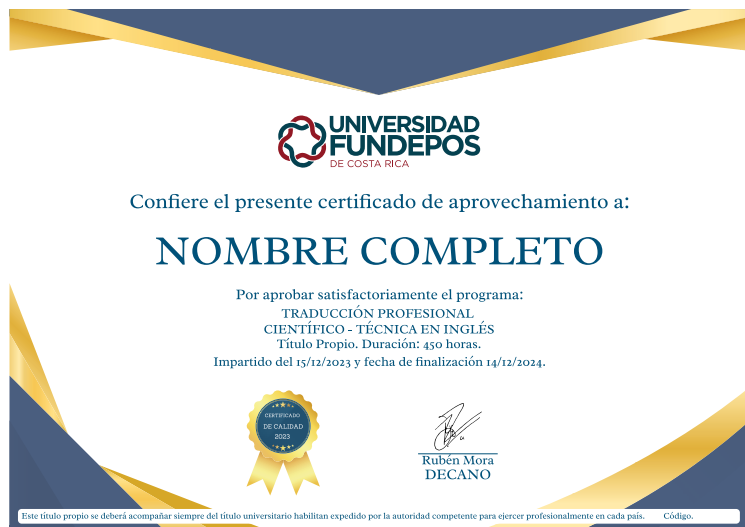 UNIVERSIDAD
FUNDEPOS
DE COSTA RICA
Confiere el presente certificado de aprovechamiento a:
NOMBRE COMPLETO
Por aprobar satisfactoriamente el programa:
TRADUCCIÓN PROFESIONAL
CIENTÍFICO - TÉCNICA EN INGLÉS
Título Propio. Duración: 450 horas.
Impartido del 15/12/2023 y fecha de finalización 14/12/2024.
CERTIFICADO
DE CALIDAD
2023
Rubén Mora
DECANO
Este título propio se deberá acompañar siempre del título universitario habilitan expedido por la autoridad competente para ejercer profesionalmente en cada país. Código.